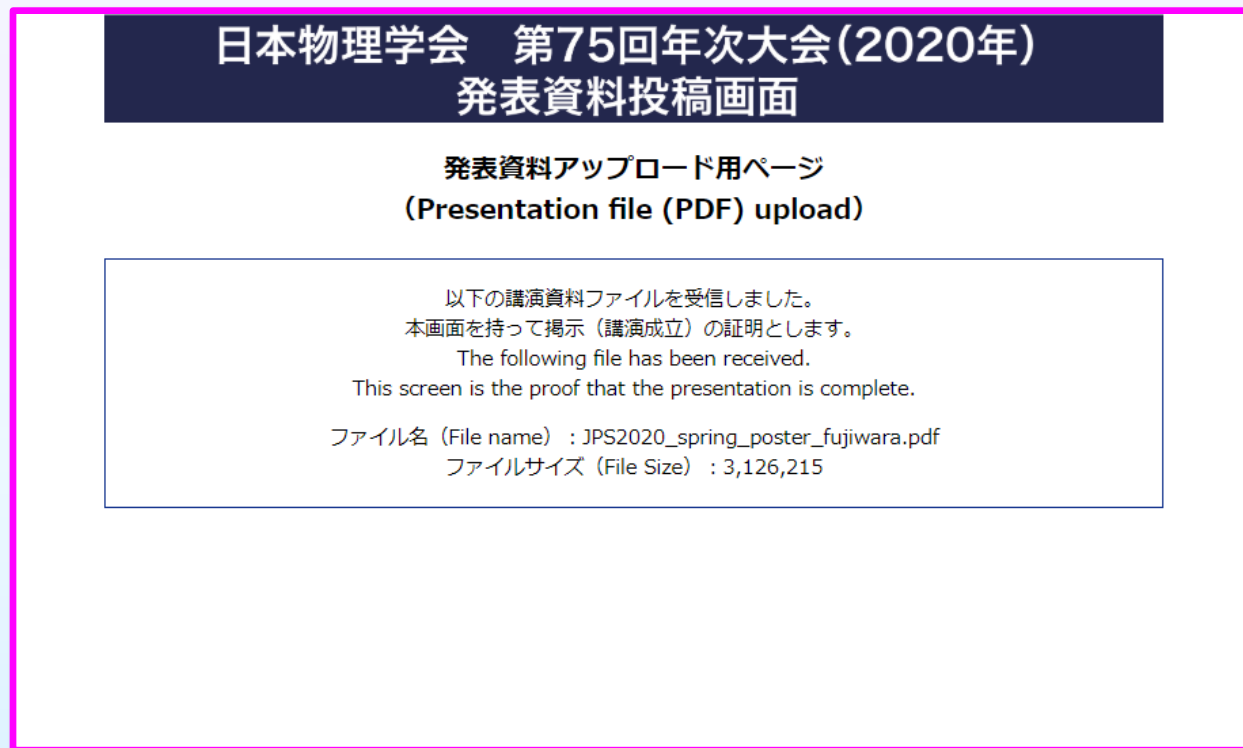 日本物理学会　第75回年次大会(2020年)
発表資料投稿画面
発表資料アップロード用ページ
（Presentation file (PDF) upload）
以下の講演資料ファイルを受信しました。
本画面を持って掲示（講演成立）の証明とします。
The following file has been received.
This screen is the proof that the presentation is complete.
ファイル名（File name）：JPS2020_spring_poster_fujiwara.pdf
ファイルサイズ（File Size）：3,126,215